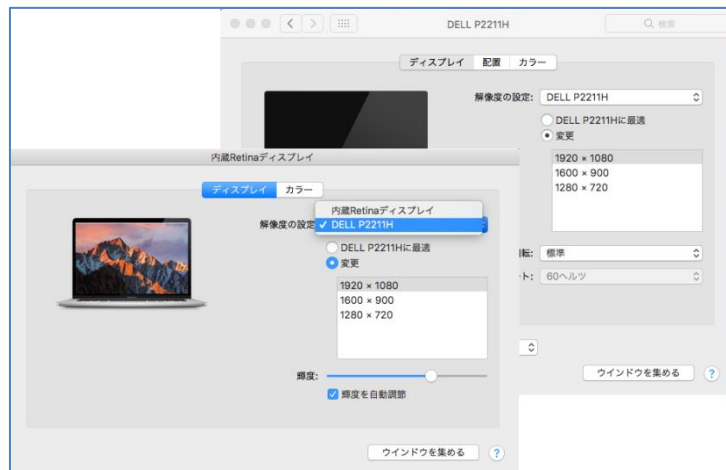 DELL P2211H
検索
ディスプレイ 配置 カラー
解像度の設定: DELL P2211H
DELL P2211Hに最適
変更
1920 × 1080
1600 × 900
1280 × 720
転: 標準
ート: 60ヘルツ
ウインドウを集める ?
内蔵Retinaディスプレイ
ディスプレイ カラー
内蔵Retinaディスプレイ
解像度の設定 ✓ DELL P2211H
DELL P2211Hに最適
変更
1920 × 1080
1600 × 900
1280 × 720
輝度:
輝度を自動調節
ウインドウを集める ?